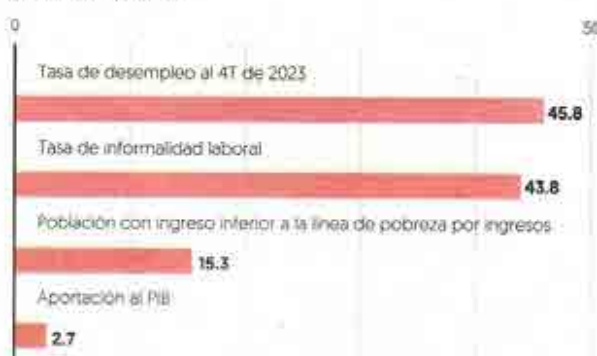 0
50
Tasa de desempleo al 4T de 2023
45.8
Tasa de informalidad laboral
43.8
Población con ingreso inferior a la línea de pobreza por ingresos
15.3
Aportación al PIB
2.7